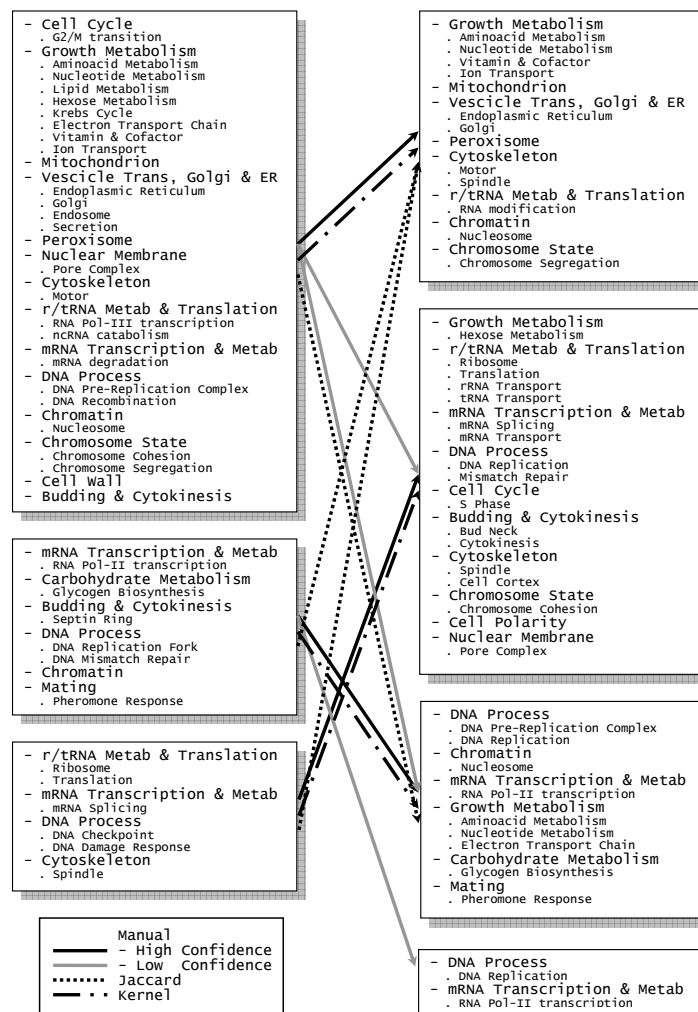 - Cell Cycle
. G2/M transition
- Growth Metabolism
. Aminoacid Metabolism
. Nucleotide Metabolism
. Lipid Metabolism
. Hexose Metabolism
. Krebs Cycle
. Electron Transport Chain
. Vitamin & Cofactor
. Ion Transport
- Mitochondrion
- Vescicle Trans, Golgi & ER
. Endoplasmic Reticulum
. Golgi
. Endosome
. Secretion
- Peroxisome
- Nuclear Membrane
. Pore Complex
- Cytoskeleton
. Motor
- r/tRNA Metab & Translation
. RNA Pol-III transcription
. ncRNA catabolism
- mRNA Transcription & Metab
. mRNA degradation
- DNA Process
. DNA Pre-Replication Complex
. DNA Recombination
- Chromatin
. Nucleosome
- Chromosome State
. Chromosome Cohesion
. Chromosome Segregation
- Cell Wall
- Budding & Cytokinesis
- mRNA Transcription & Metab
. RNA Pol-II transcription
- Carbohydrate Metabolism
. Glycogen Biosynthesis
- Budding & Cytokinesis
. Septin Ring
- DNA Process
. DNA Replication Fork
. DNA Mismatch Repair
- Chromatin
- Mating
. Pheromone Response
- r/tRNA Metab & Translation
. Ribosome
. Translation
- mRNA Transcription & Metab
. mRNA Splicing
- DNA Process
. DNA Checkpoint
. DNA Damage Response
- Cytoskeleton
. Spindle
Manual
- High Confidence
- Low Confidence
Jaccard
Kernel
- Growth Metabolism
. Aminoacid Metabolism
. Nucleotide Metabolism
. Vitamin & Cofactor
. Ion Transport
- Mitochondrion
- Vescicle Trans, Golgi & ER
. Endoplasmic Reticulum
. Golgi
- Peroxisome
- Cytoskeleton
. Motor
. Spindle
- r/tRNA Metab & Translation
. RNA modification
- Chromatin
. Nucleosome
- Chromosome State
. Chromosome Segregation
- Growth Metabolism
. Hexose Metabolism
- r/tRNA Metab & Translation
. Ribosome
. Translation
. rRNA Transport
. tRNA Transport
- mRNA Transcription & Metab
. mRNA Splicing
. mRNA Transport
- DNA Process
. DNA Replication
. Mismatch Repair
- Cell Cycle
. S Phase
- Budding & Cytokinesis
. Bud Neck
. Cytokinesis
- Cytoskeleton
. Spindle
. Cell Cortex
- Chromosome State
. Chromosome Cohesion
- Cell Polarity
- Nuclear Membrane
. Pore Complex
- DNA Process
. DNA Pre-Replication Complex
. DNA Replication
- Chromatin
. Nucleosome
- mRNA Transcription & Metab
. RNA Pol-II transcription
- Growth Metabolism
. Aminoacid Metabolism
. Nucleotide Metabolism
. Electron Transport Chain
- Carbohydrate Metabolism
. Glycogen Biosynthesis
- Mating
. Pheromone Response
- DNA Process
. DNA Replication
- mRNA Transcription & Metab
. RNA Pol-II transcription